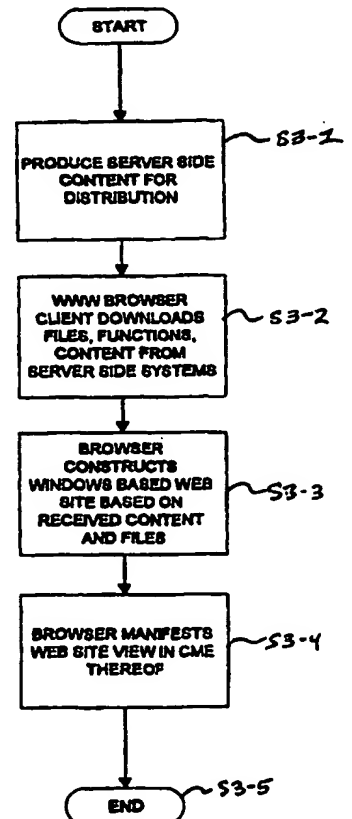 START
S3-1
PRODUCE SERVER SIDE
CONTENT FOR
DISTRIBUTION
WWW BROWSER
CLIENT DOWNLOADS
FILES, FUNCTIONS,
CONTENT FROM
SERVER SIDE SYSTEMS
S3-2
BROWSER
CONSTRUCTS
WINDOWS BASED WEB
SITE BASED ON
RECEIVED CONTENT
AND FILES
S3-3
BROWSER MANIFESTS
WEB SITE VIEW IN CME
THEREOF
S3-4
END
S3-5